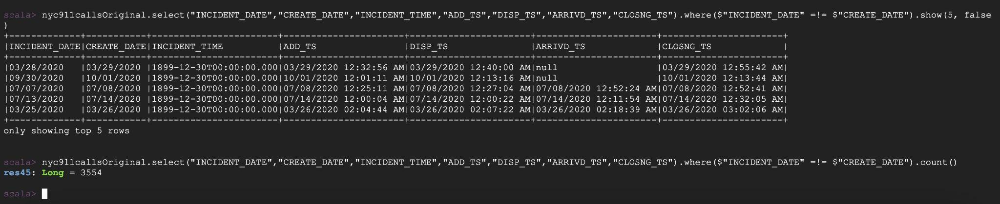 scala> nyc911callsOriginal.select("INCIDENT_DATE","CREATE_DATE","INCIDENT_TIME","ADD_TS","DISP_TS","ARRIVD_TS","CLOSNG_TS").where($"INCIDENT_DATE" =!= $"CREATE_DATE").show(5, false
)
+-------------+-----------+-----------------------+----------------------+----------------------+----------------------+----------------------+
|INCIDENT_DATE|CREATE_DATE|INCIDENT_TIME          |ADD_TS                |DISP_TS               |ARRIVD_TS             |CLOSNG_TS             |
+-------------+-----------+-----------------------+----------------------+----------------------+----------------------+----------------------+
|03/28/2020   |03/29/2020 |1899-12-30T00:00:00.000|03/29/2020 12:32:56 AM|03/29/2020 12:40:00 AM|null                  |03/29/2020 12:55:42 AM|
|09/30/2020   |10/01/2020 |1899-12-30T00:00:00.000|10/01/2020 12:01:11 AM|10/01/2020 12:13:16 AM|null                  |10/01/2020 12:13:44 AM|
|07/07/2020   |07/08/2020 |1899-12-30T00:00:00.000|07/08/2020 12:25:11 AM|07/08/2020 12:27:04 AM|07/08/2020 12:52:24 AM|07/08/2020 12:52:41 AM|
|07/13/2020   |07/14/2020 |1899-12-30T00:00:00.000|07/14/2020 12:00:04 AM|07/14/2020 12:00:22 AM|07/14/2020 12:11:54 AM|07/14/2020 12:32:05 AM|
|03/25/2020   |03/26/2020 |1899-12-30T00:00:00.000|03/26/2020 02:04:44 AM|03/26/2020 02:07:22 AM|03/26/2020 02:18:39 AM|03/26/2020 03:02:06 AM|
+-------------+-----------+-----------------------+----------------------+----------------------+----------------------+----------------------+
only showing top 5 rows
scala> nyc911callsOriginal.select("INCIDENT_DATE","CREATE_DATE","INCIDENT_TIME","ADD_TS","DISP_TS","ARRIVD_TS","CLOSNG_TS").where($"INCIDENT_DATE" =!= $"CREATE_DATE").count()
res45: Long = 3554
scala>